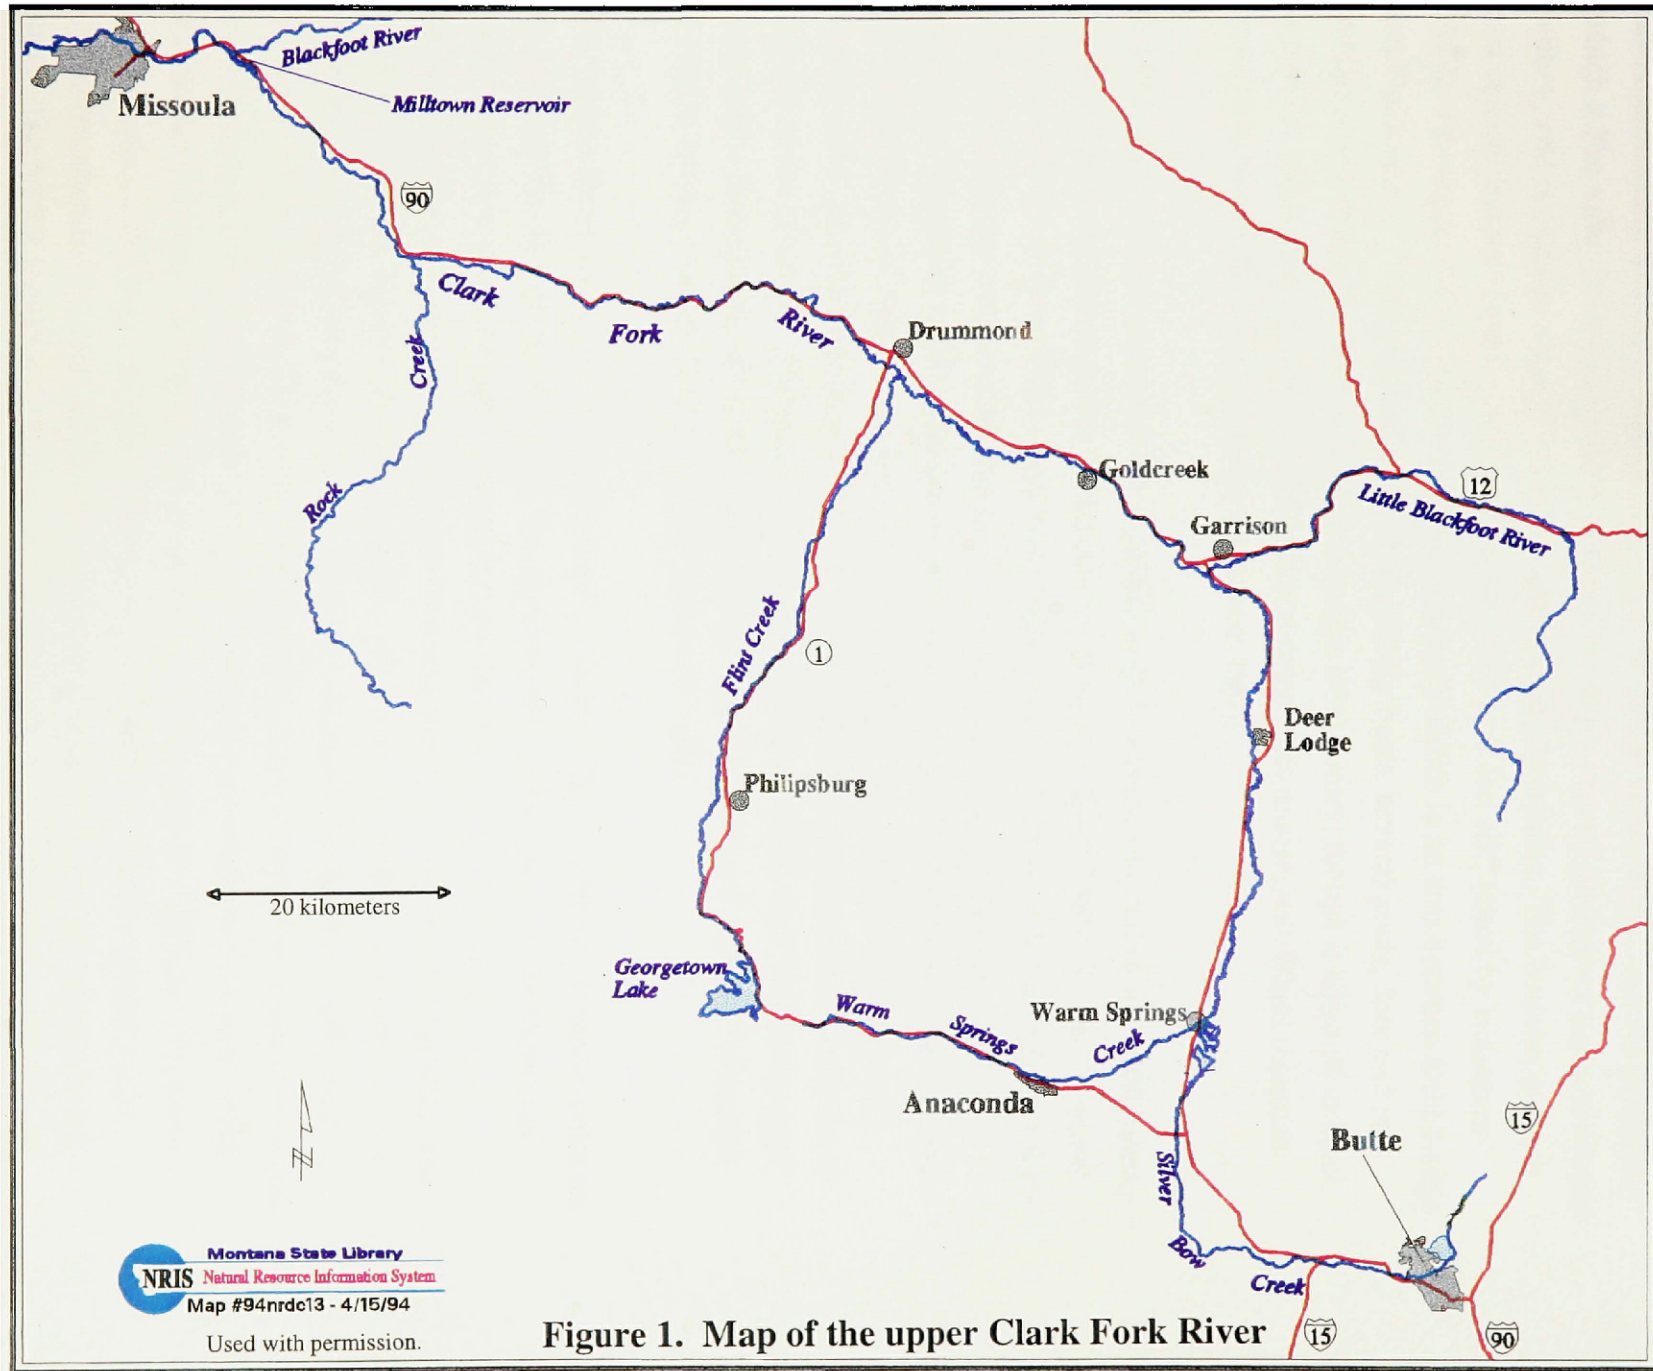 Blackfoot River
Milltown Reservoir
Missoula
90
Clark
Fork
River
Drummond
Creek
Rock
Goldcreek
12
Little Blackfoot River
Garrison
Flint Creek
1
Deer
Lodge
Philipsburg
20 kilometers
Georgetown
Lake
Warm
Springs
Creek
Warm Springs
Anaconda
N
Silver
Bow
Creek
Butte
15
Montana State Library
NRIS Natural Resource Information System
Map #94nrdc13 - 4/15/94
Used with permission.
Figure 1. Map of the upper Clark Fork River
15
90